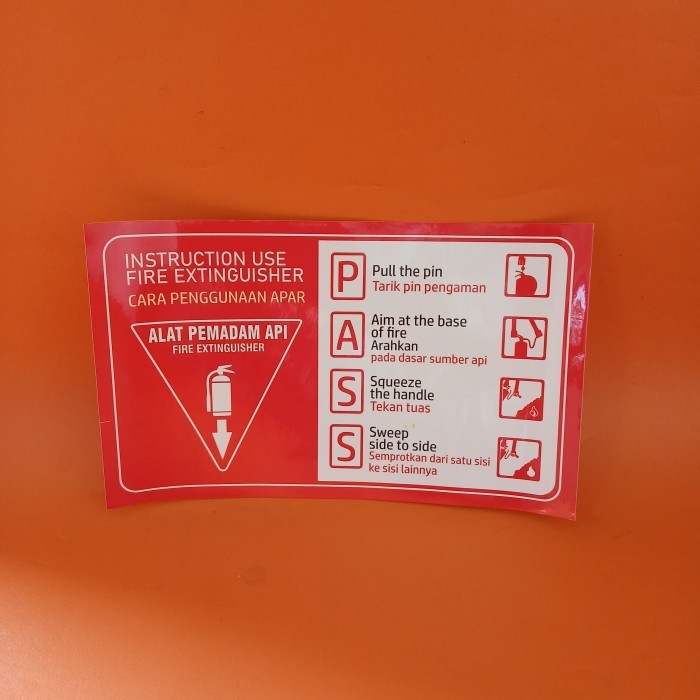 INSTRUCTION USE
FIRE EXTINGUISHER
CARA PENGGUNAAN APAR
ALAT PEMADAM API
FIRE EXTINGUISHER
P
Pull the pin
Tarik pin pengaman
A
Aim at the base
of fire
Arahkan
pada dasar sumber api
S
Squeeze
the handle
Tekan tuas
S
Sweep
side to side
Semprotkan dari satu sisi
ke sisi lainnya